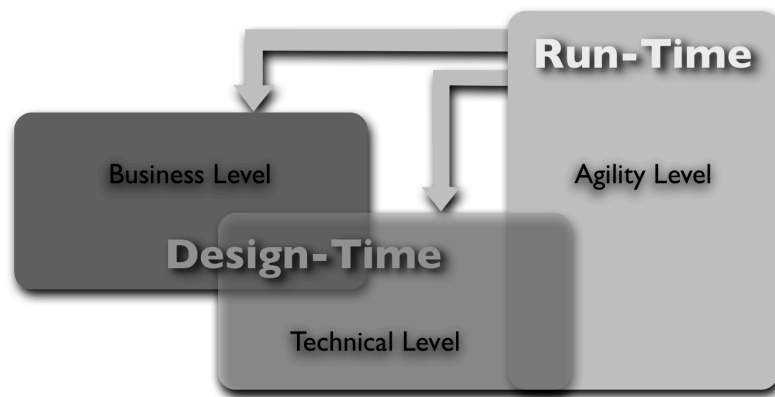 Run-Time
Business Level
Agility Level
Design-Time
Technical Level